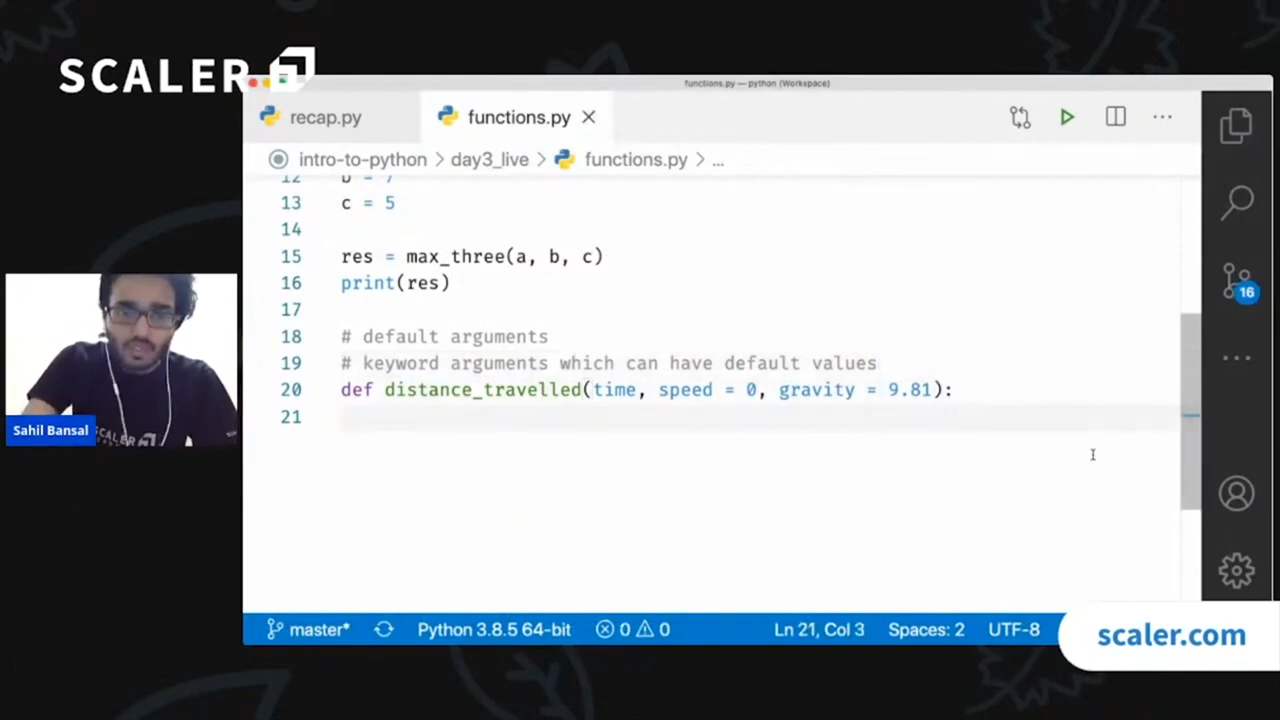 SCALER
functions.py — python (Workspace)
recap.py
functions.py
intro-to-python > day3_live > functions.py > ...
12 b = 7
13 c = 5
14
15 res = max_three(a, b, c)
16 print(res)
17
18 # default arguments
19 # keyword arguments which can have default values
20 def distance_travelled(time, speed = 0, gravity = 9.81):
21
16
Sahil Bansal
SCALER
master*
Python 3.8.5 64-bit
0
0
Ln 21, Col 3
Spaces: 2
UTF-8
scaler.com